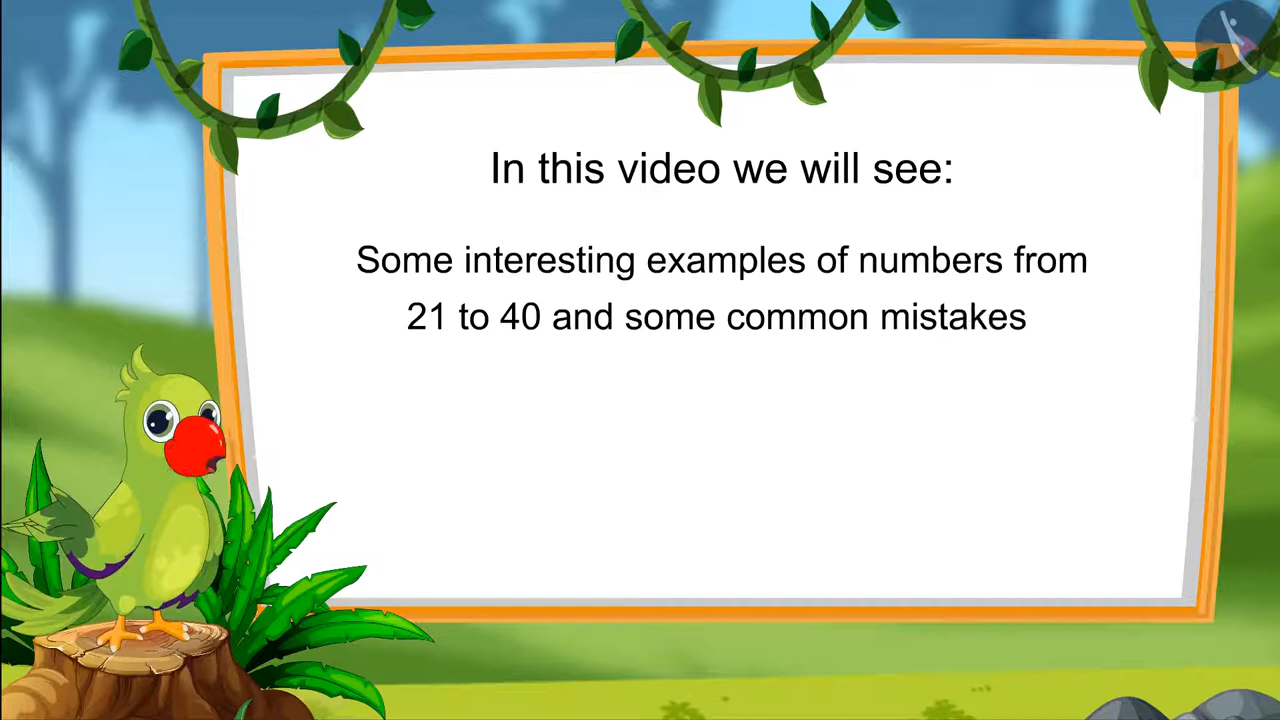 In this video we will see:
Some interesting examples of numbers from
21 to 40 and some common mistakes